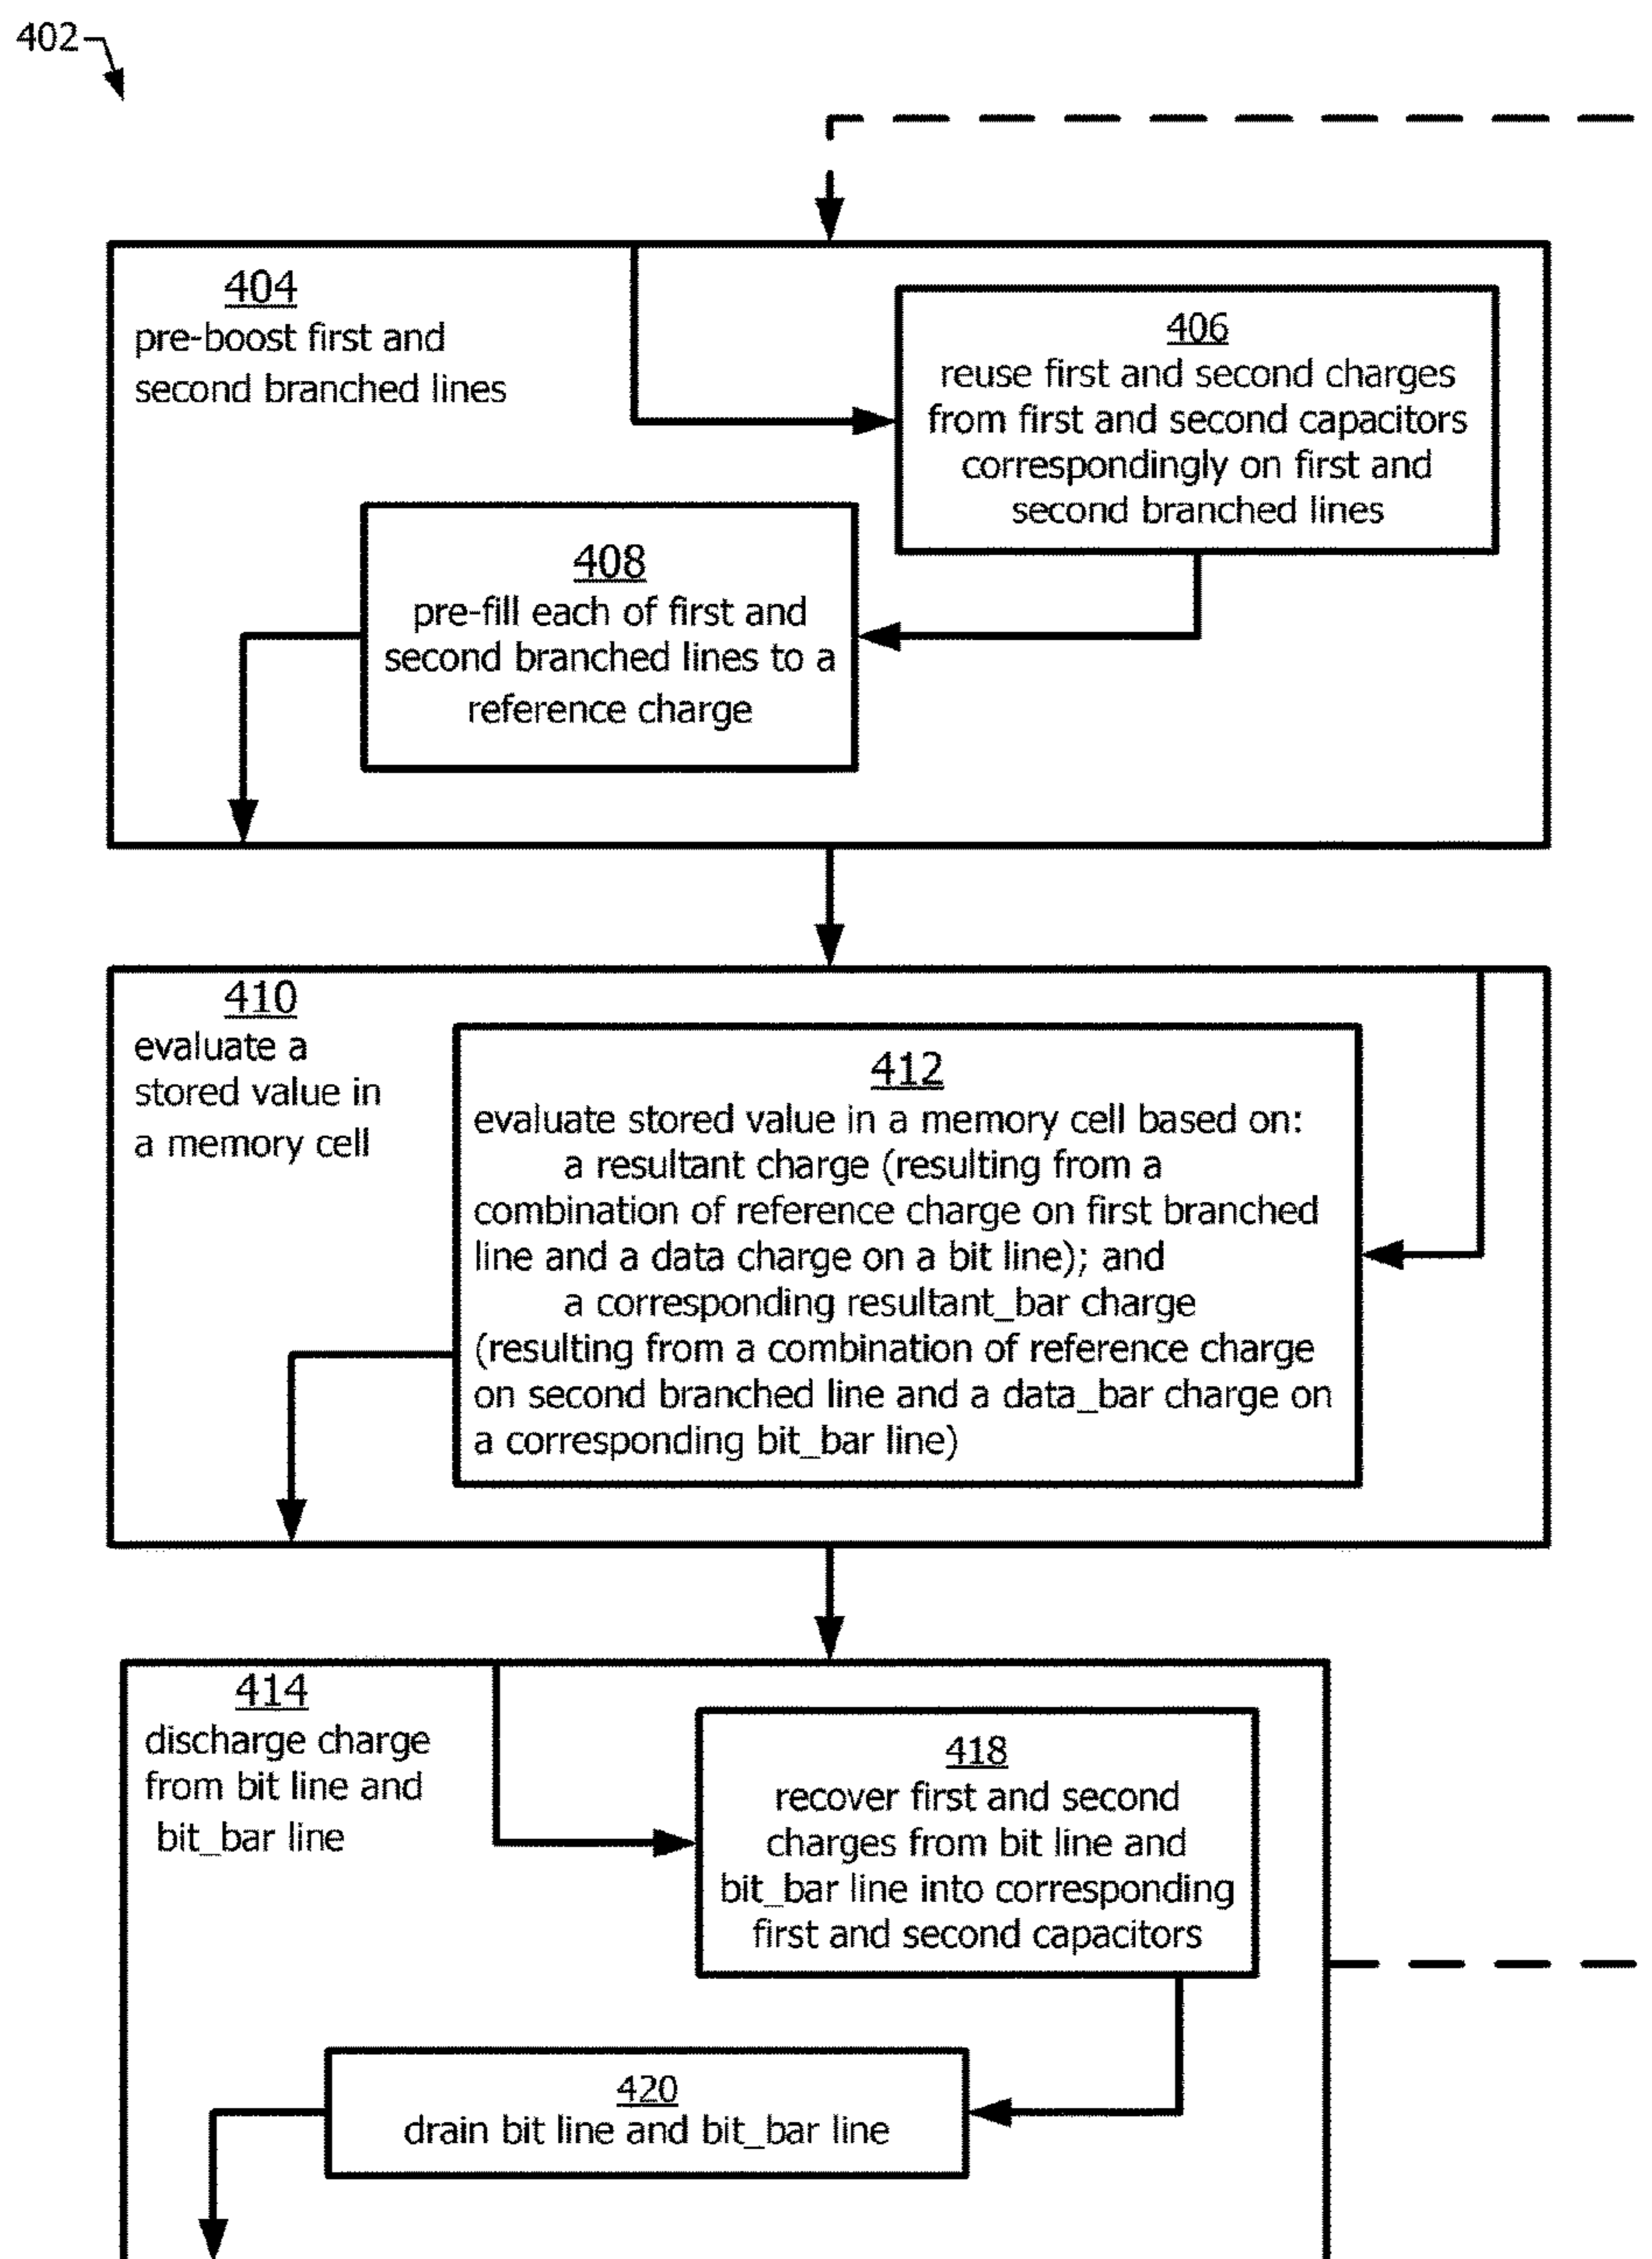 402
404
pre-boost first and
second branched lines
406
reuse first and second charges
from first and second capacitors
correspondingly on first and
second branched lines
408
pre-fill each of first and
second branched lines to a
reference charge
410
evaluate a
stored value in
a memory cell
412
evaluate stored value in a memory cell based on:
a resultant charge (resulting from a
combination of reference charge on first branched
line and a data charge on a bit line); and
a corresponding resultant_bar charge
(resulting from a combination of reference charge
on second branched line and a data_bar charge on
a corresponding bit_bar line)
414
discharge charge
from bit line and
bit_bar line
418
recover first and second
charges from bit line and
bit_bar line into corresponding
first and second capacitors
420
drain bit line and bit_bar line